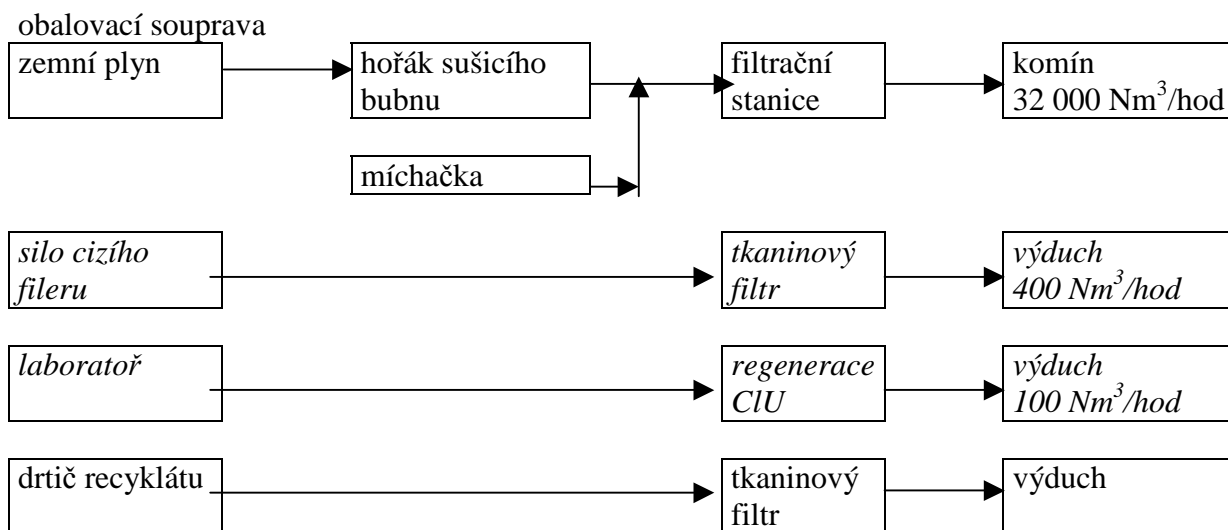 obalovací souprava
zemní plyn
hořák sušicího
bubnu
filtrační
stanice
komín
32 000 Nm³/hod
míchačka
silo cizího
fileru
tkaninový
filtr
výduch
400 Nm³/hod
laboratoř
regenerace
ClU
výduch
100 Nm³/hod
drtič recyklátu
tkaninový
filtr
výduch